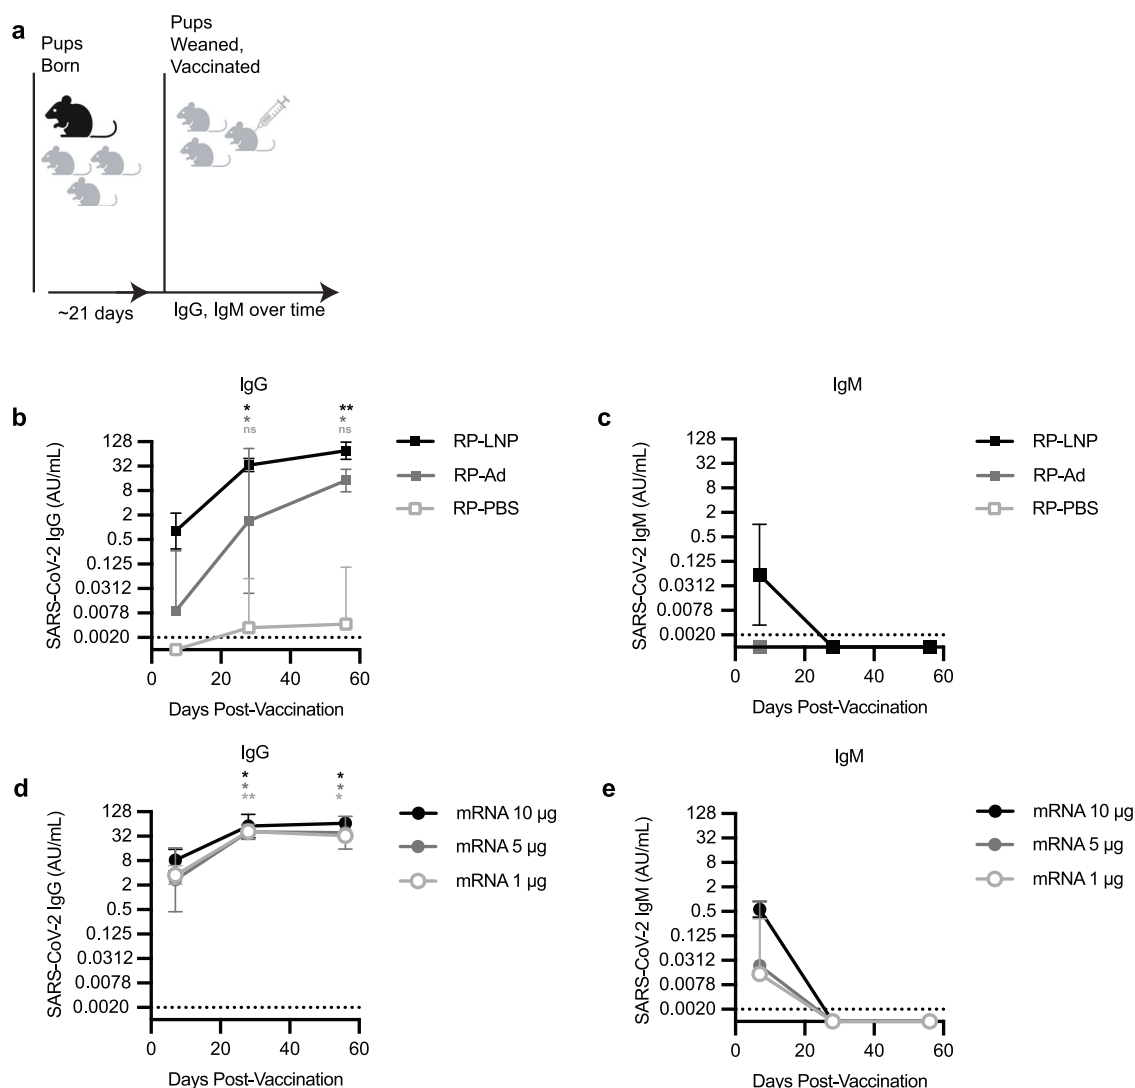 a
Pups
Born
Pups
Weaned,
Vaccinated
~21 days
IgG, IgM over time
b
IgG
*
*
ns
**
*
ns
SARS-CoV-2 IgG (AU/mL)
128
32
8
2
0.5
0.125
0.0312
0.0078
0.0020
0
20
40
60
Days Post-Vaccination
RP-LNP
RP-Ad
RP-PBS
c
IgM
SARS-CoV-2 IgM (AU/mL)
128
32
8
2
0.5
0.125
0.0312
0.0078
0.0020
0
20
40
60
Days Post-Vaccination
RP-LNP
RP-Ad
RP-PBS
d
IgG
*
*
**
*
*
*
SARS-CoV-2 IgG (AU/mL)
128
32
8
2
0.5
0.125
0.0312
0.0078
0.0020
0
20
40
60
Days Post-Vaccination
mRNA 10 µg
mRNA 5 µg
mRNA 1 µg
e
IgM
SARS-CoV-2 IgM (AU/mL)
128
32
8
2
0.5
0.125
0.0312
0.0078
0.0020
0
20
40
60
Days Post-Vaccination
mRNA 10 µg
mRNA 5 µg
mRNA 1 µg